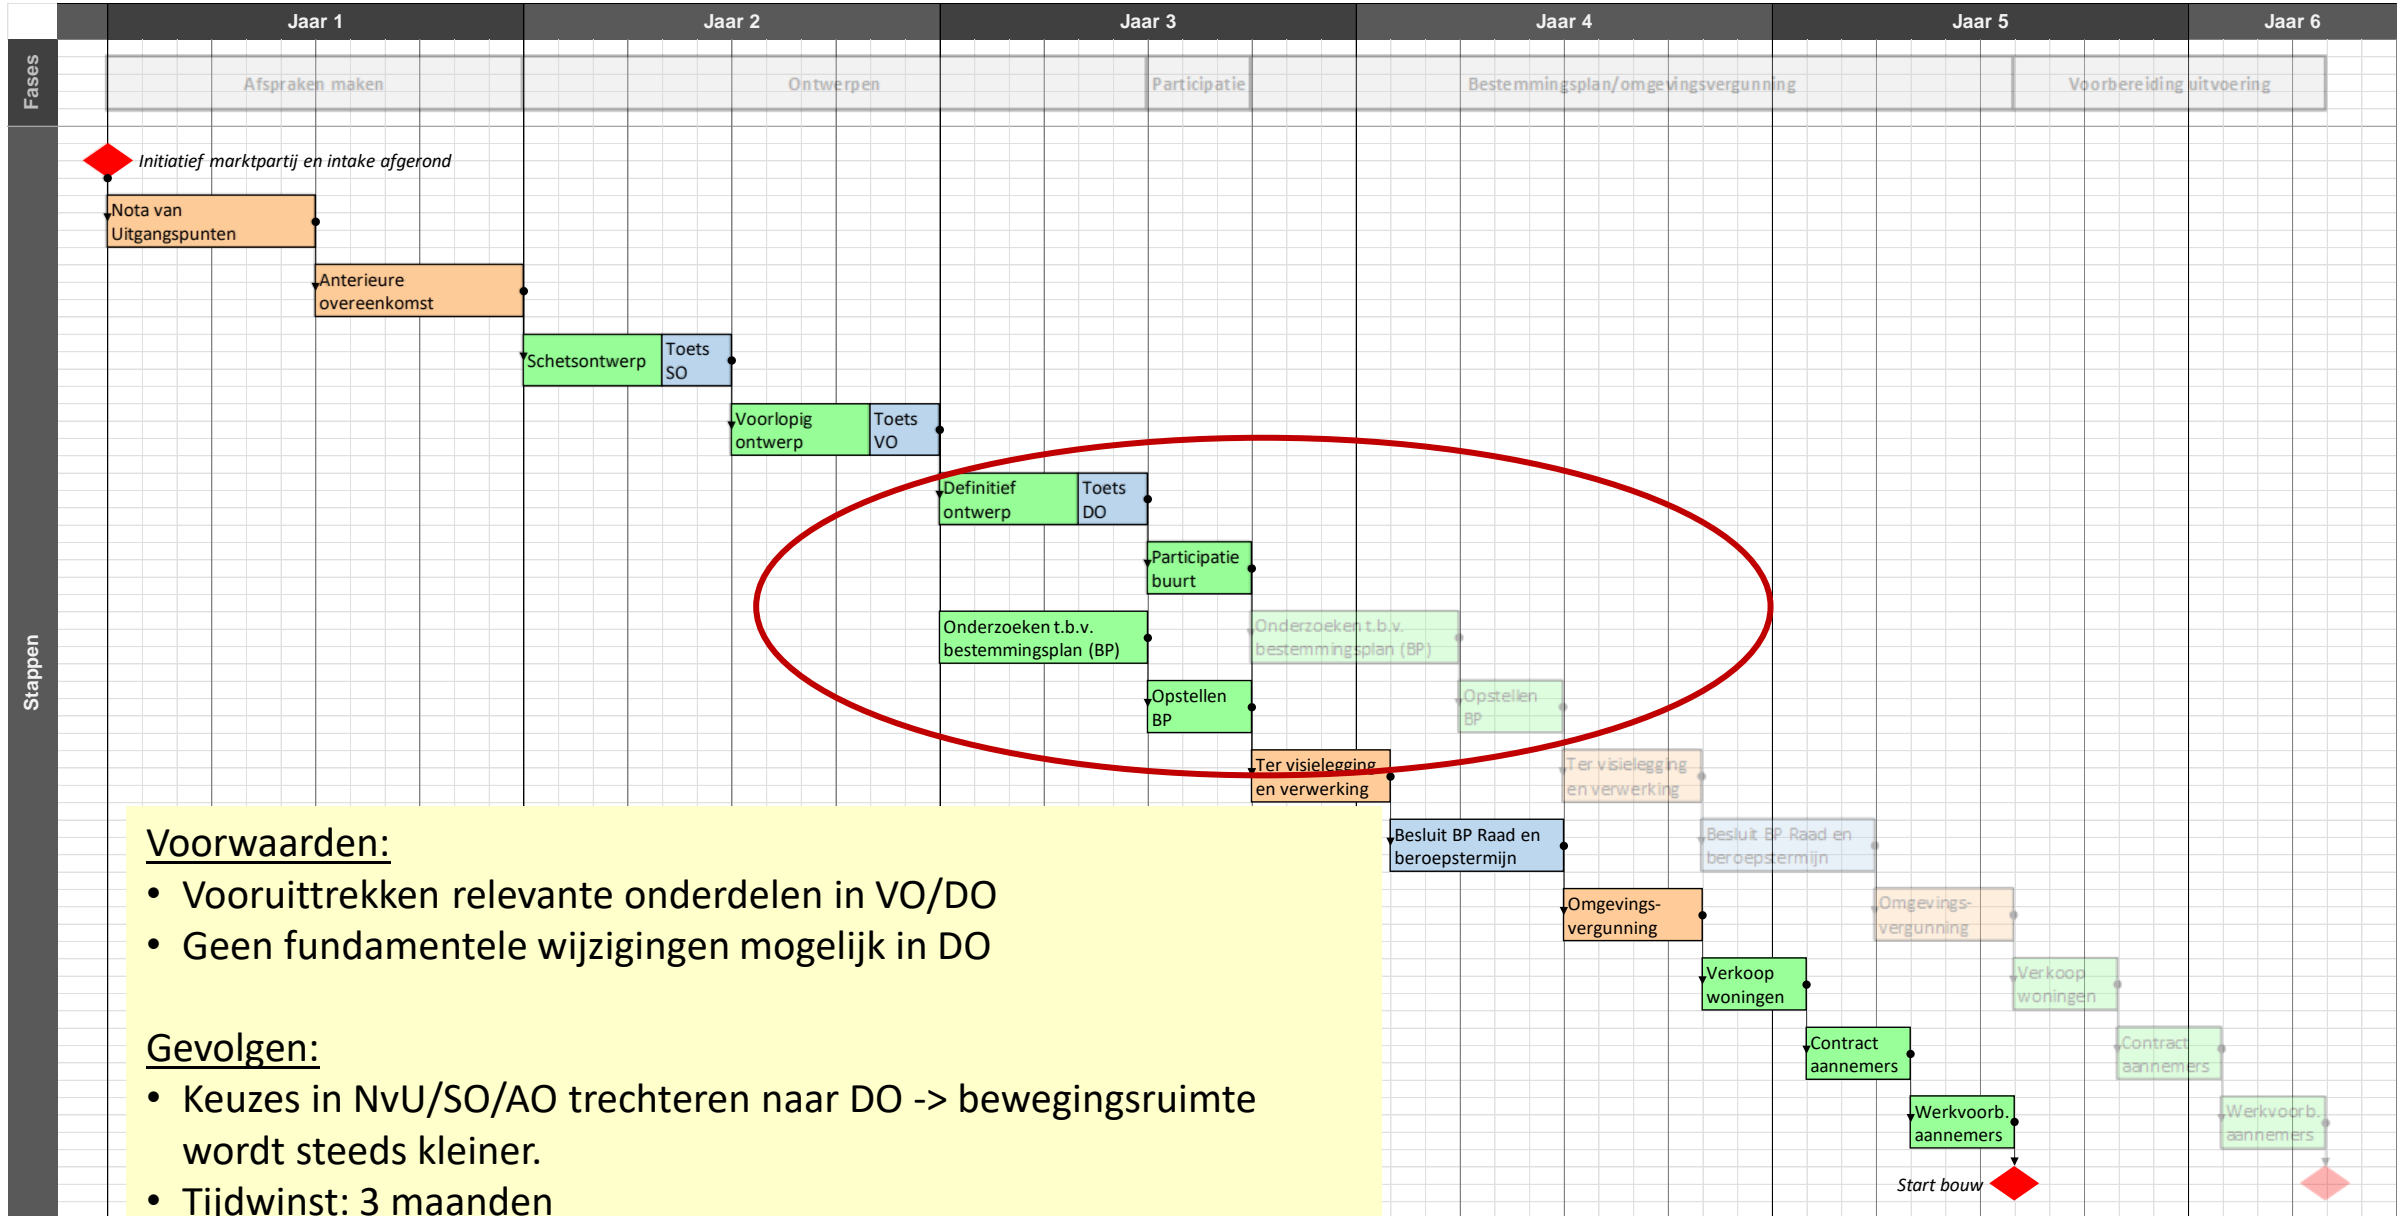 Jaar 1 Jaar 2 Jaar 3 Jaar 4 Jaar 5 Jaar 6
Fases
Afspraken maken Ontwerpen Participatie Bestemmingsplan/omgevingsvergunning Voorbereiding uitvoering
Stappen
Initiatief marktpartij en intake afgerond
Nota van
Uitgangspunten
Anterieure
overeenkomst
Schetsontwerp
Toets
SO
Voorlopig
ontwerp
Toets
VO
Definitief
ontwerp
Toets
DO
Participatie
buurt
Onderzoeken t.b.v.
bestemmingsplan (BP)
Onderzoeken t.b.v.
bestemmingsplan (BP)
Opstellen
BP
Opstellen
BP
Ter visielegging
en verwerking
Ter visielegging
en verwerking
Besluit BP Raad en
beroepstermijn
Besluit BP Raad en
beroepstermijn
Omgevings-
vergunning
Omgevings-
vergunning
Verkoop
woningen
Verkoop
woningen
Contract
aannemers
Contract
aannemers
Werkvoorb.
aannemers
Werkvoorb.
aannemers
Start bouw
Voorwaarden:
• Vooruittrekken relevante onderdelen in VO/DO
• Geen fundamentele wijzigingen mogelijk in DO
Gevolgen:
• Keuzes in NvU/SO/AO trechteren naar DO -> bewegingsruimte
wordt steeds kleiner.
• Tijdwinst: 3 maanden